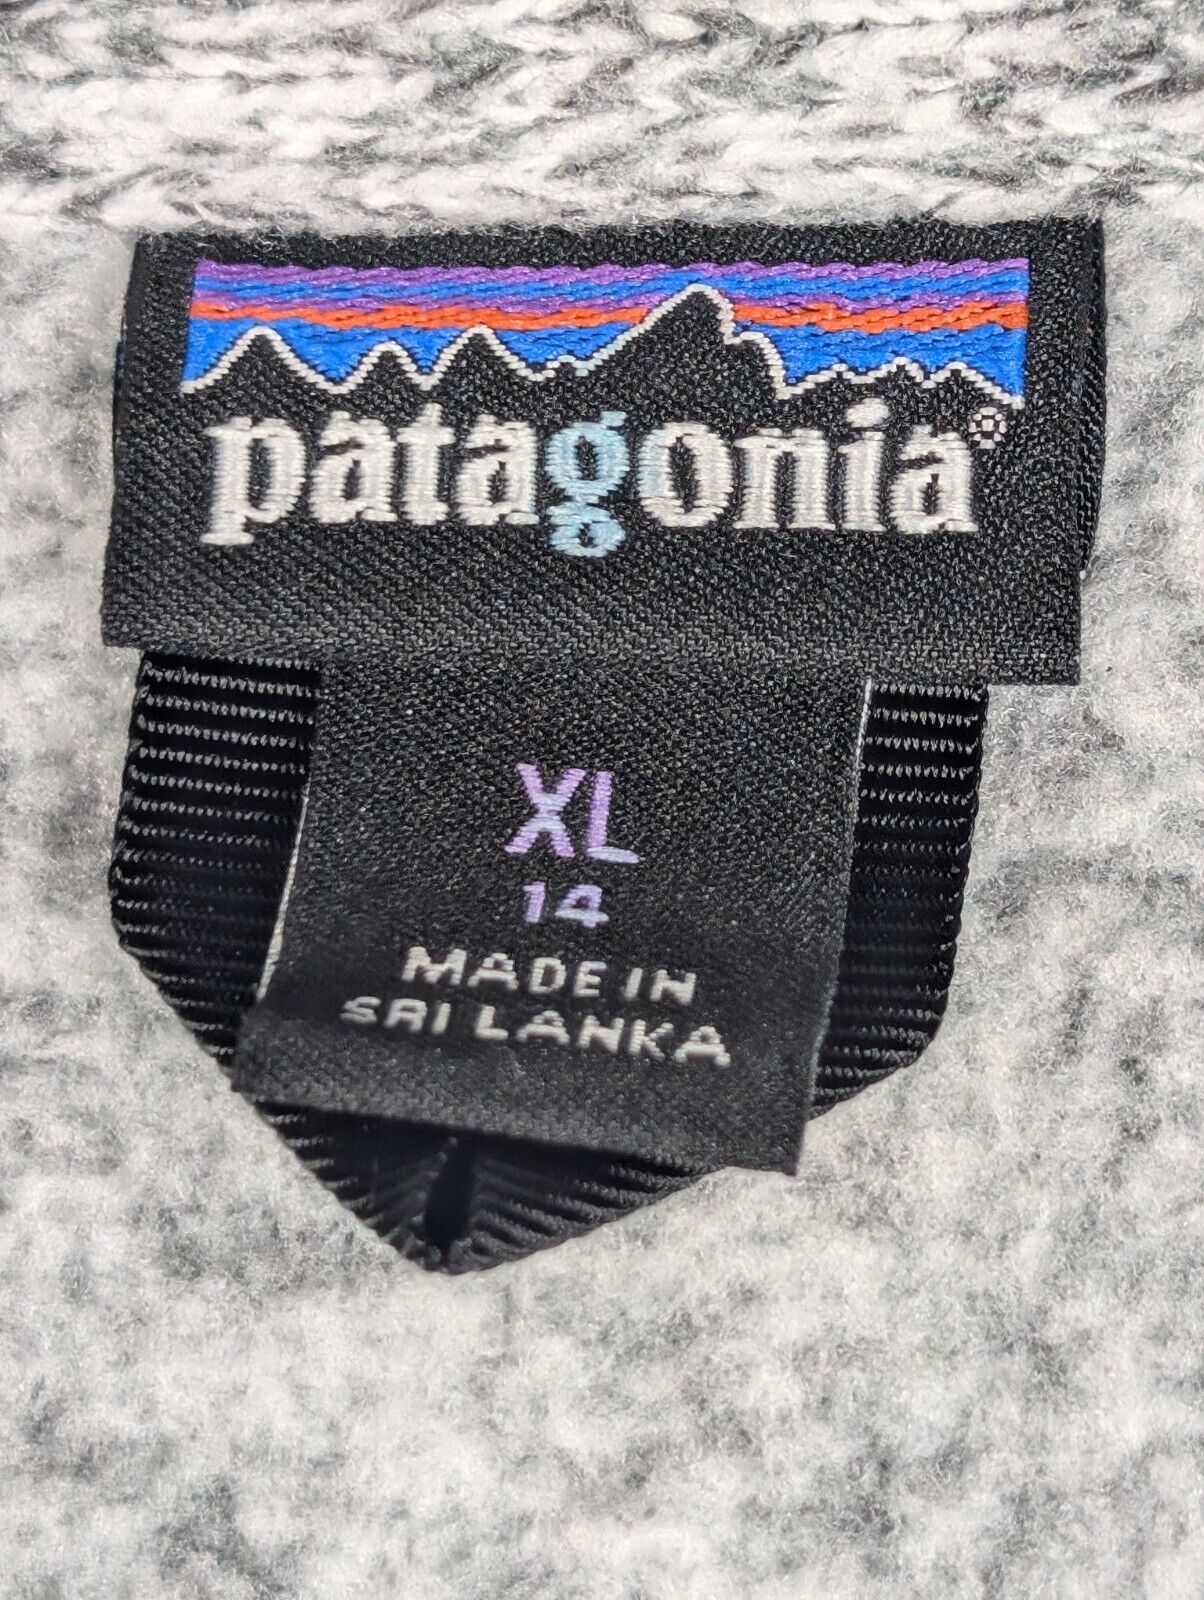 patagonia®
XL
14
MADE IN
SRI LANKA